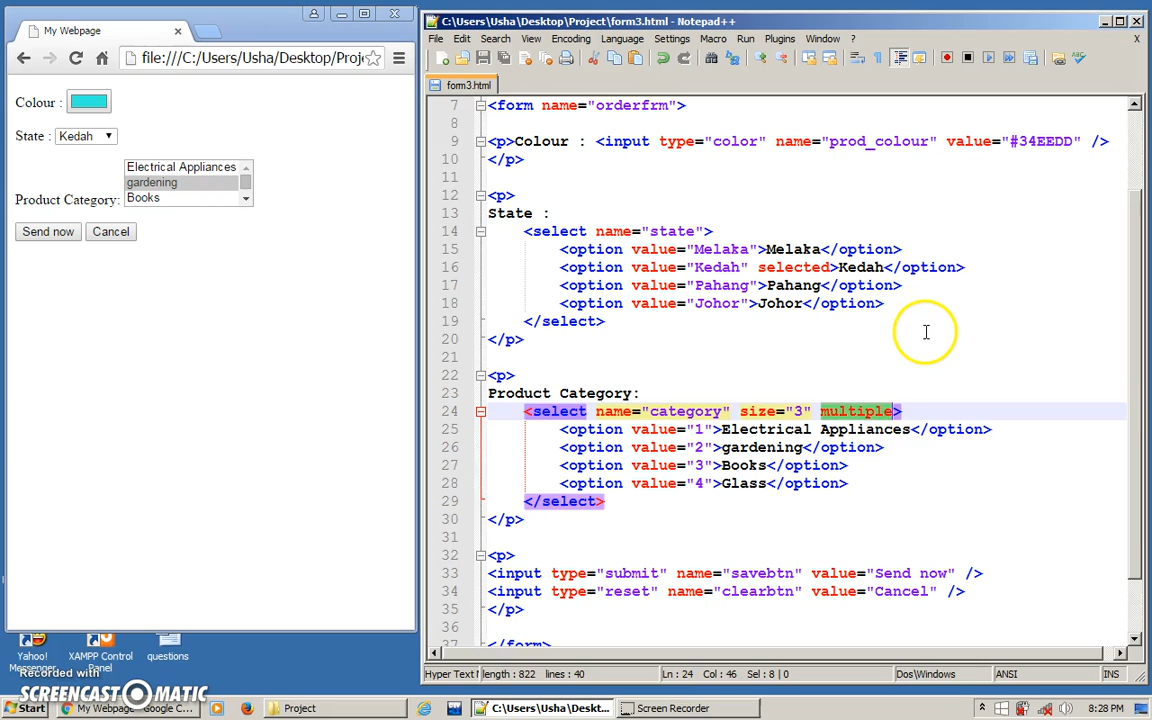 My Webpage
file:///C:/Users/Usha/Desktop/Proje
Colour :
State : Kedah
Electrical Appliances
gardening
Product Category: Books
Send now Cancel
Yahoo! Messenger
XAMPP Control Panel
questions
Recorded with
SCREENCAST-O-MATIC
C:\Users\Usha\Desktop\Project\form3.html - Notepad++
File Edit Search View Encoding Language Settings Macro Run Plugins Window ? X
form3.html
7 <form name="orderfrm">
8
9 <p>Colour : <input type="color" name="prod_colour" value="#34EEDD" />
10 </p>
11
12 <p>
13 State :
14 <select name="state">
15 <option value="Melaka">Melaka</option>
16 <option value="Kedah" selected>Kedah</option>
17 <option value="Pahang">Pahang</option>
18 <option value="Johor">Johor</option>
19 </select>
20 </p>
21
22 <p>
23 Product Category:
24 <select name="category" size="3" multiple>
25 <option value="1">Electrical Appliances</option>
26 <option value="2">gardening</option>
27 <option value="3">Books</option>
28 <option value="4">Glass</option>
29 </select>
30 </p>
31
32 <p>
33 <input type="submit" name="savebtn" value="Send now" />
34 <input type="reset" name="clearbtn" value="Cancel" />
35 </p>
36
37 </form>
Hyper Text M length : 822 lines : 40 Ln : 24 Col : 46 Sel : 8 | 0 Dos\Windows ANSI INS
Start My Webpage - Google C... Project C:\Users\Usha\Deskt... Screen Recorder 8:28 PM